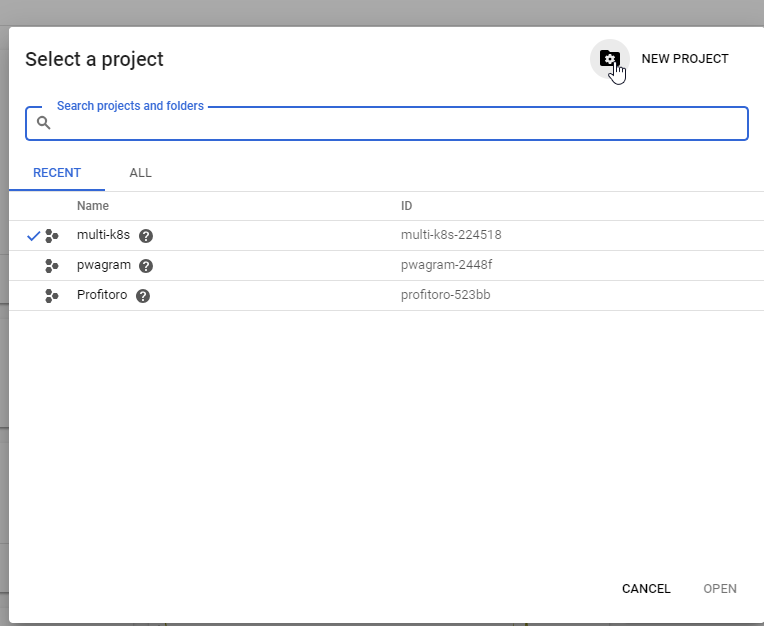 Select a project
NEW PROJECT
Search projects and folders
RECENT ALL
Name ID
multi-k8s multi-k8s-224518
pwagram pwagram-2448f
Profitoro profitoro-523bb
CANCEL OPEN